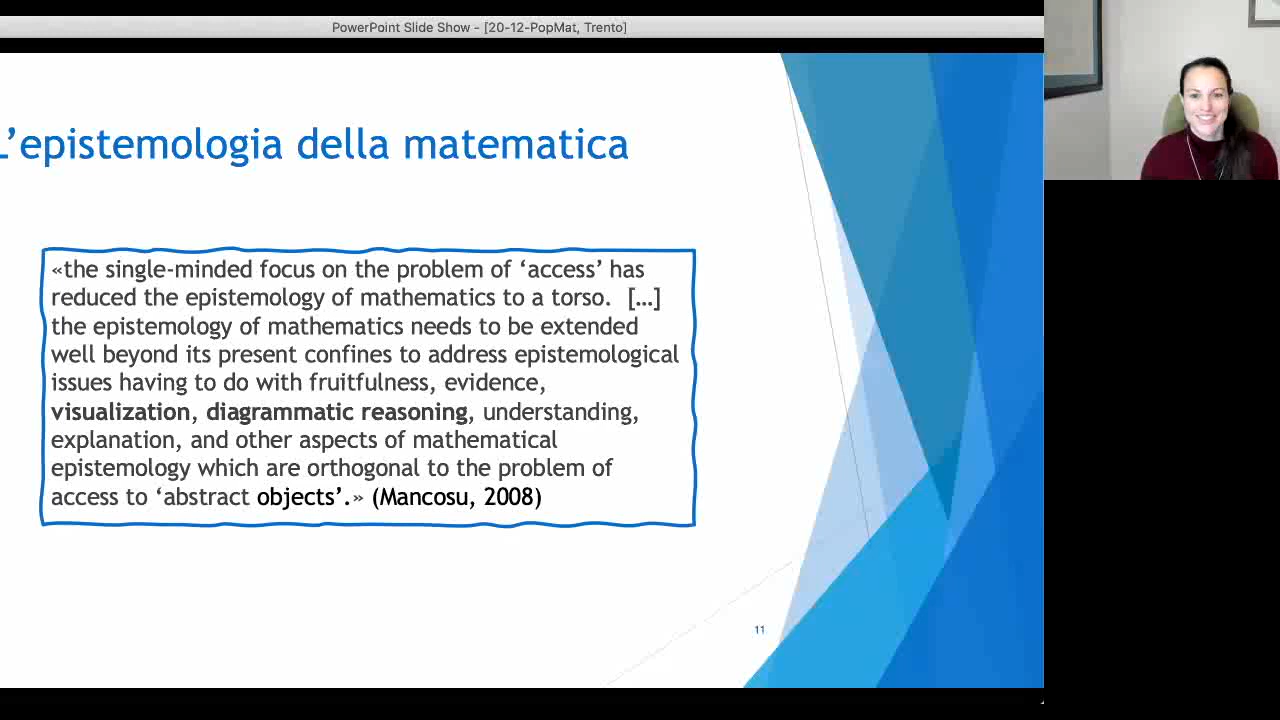 PowerPoint Slide Show - [20-12-PopMat, Trento]
L’epistemologia della matematica
«the single-minded focus on the problem of ‘access’ has
reduced the epistemology of mathematics to a torso. […]
the epistemology of mathematics needs to be extended
well beyond its present confines to address epistemological
issues having to do with fruitfulness, evidence,
visualization, diagrammatic reasoning, understanding,
explanation, and other aspects of mathematical
epistemology which are orthogonal to the problem of
access to ‘abstract objects’.» (Mancosu, 2008)
11